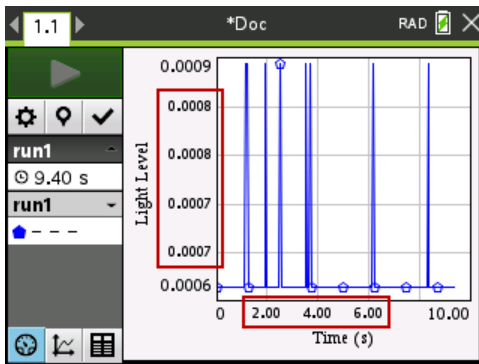 1.1
*Doc
RAD
run1
9.40 s
run1
0.0009
0.0008
0.0008
0.0007
0.0007
0.0006
Light Level
0 2.00 4.00 6.00 10.00
Time (s)